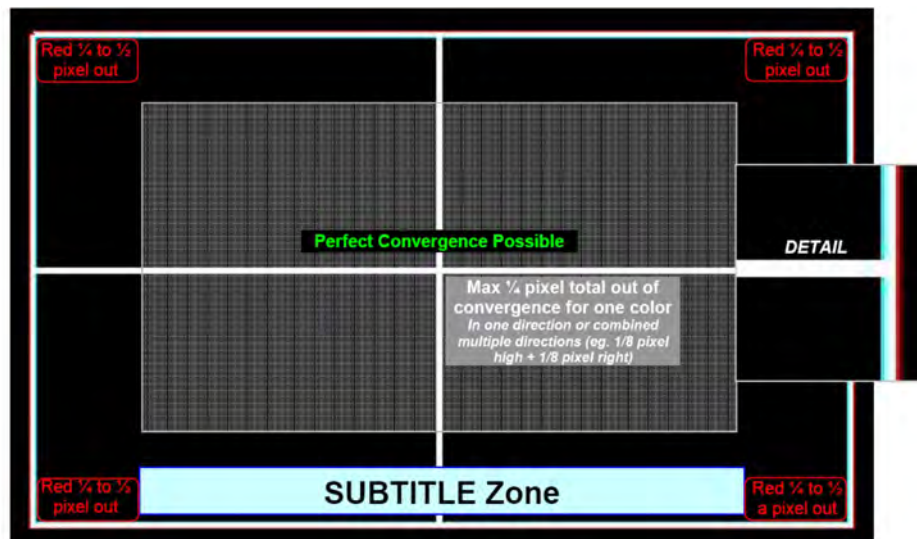 Red ¼ to ½
pixel out
Red ¼ to ½
pixel out
Perfect Convergence Possible
DETAIL
Max ¼ pixel total out of
convergence for one color
In one direction or combined
multiple directions (eg. 1/8 pixel
high + 1/8 pixel right)
Red ¼ to ½
pixel out
SUBTITLE Zone
Red ¼ to ½
a pixel out